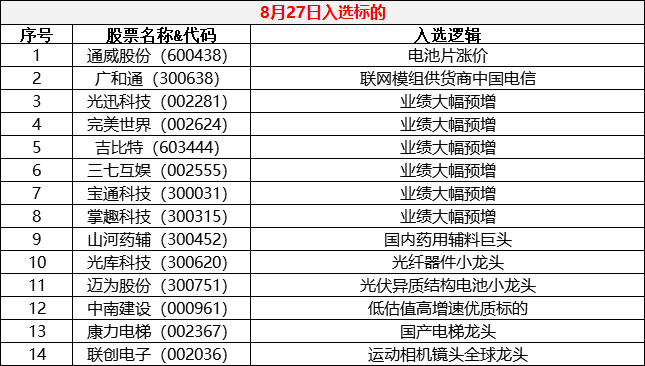 8月27日入选标的
序号 股票名称&代码 入选逻辑
1 通威股份（600438） 电池片涨价
2 广和通（300638） 联网模组供货商中国电信
3 光迅科技（002281） 业绩大幅预增
4 完美世界（002624） 业绩大幅预增
5 吉比特（603444） 业绩大幅预增
6 三七互娱（002555） 业绩大幅预增
7 宝通科技（300031） 业绩大幅预增
8 掌趣科技（300315） 业绩大幅预增
9 山河药辅（300452） 国内药用辅料巨头
10 光库科技（300620） 光纤器件小龙头
11 迈为股份（300751） 光伏异质结构电池小龙头
12 中南建设（000961） 低估值高增速优质标的
13 康力电梯（002367） 国产电梯龙头
14 联创电子（002036） 运动相机镜头全球龙头